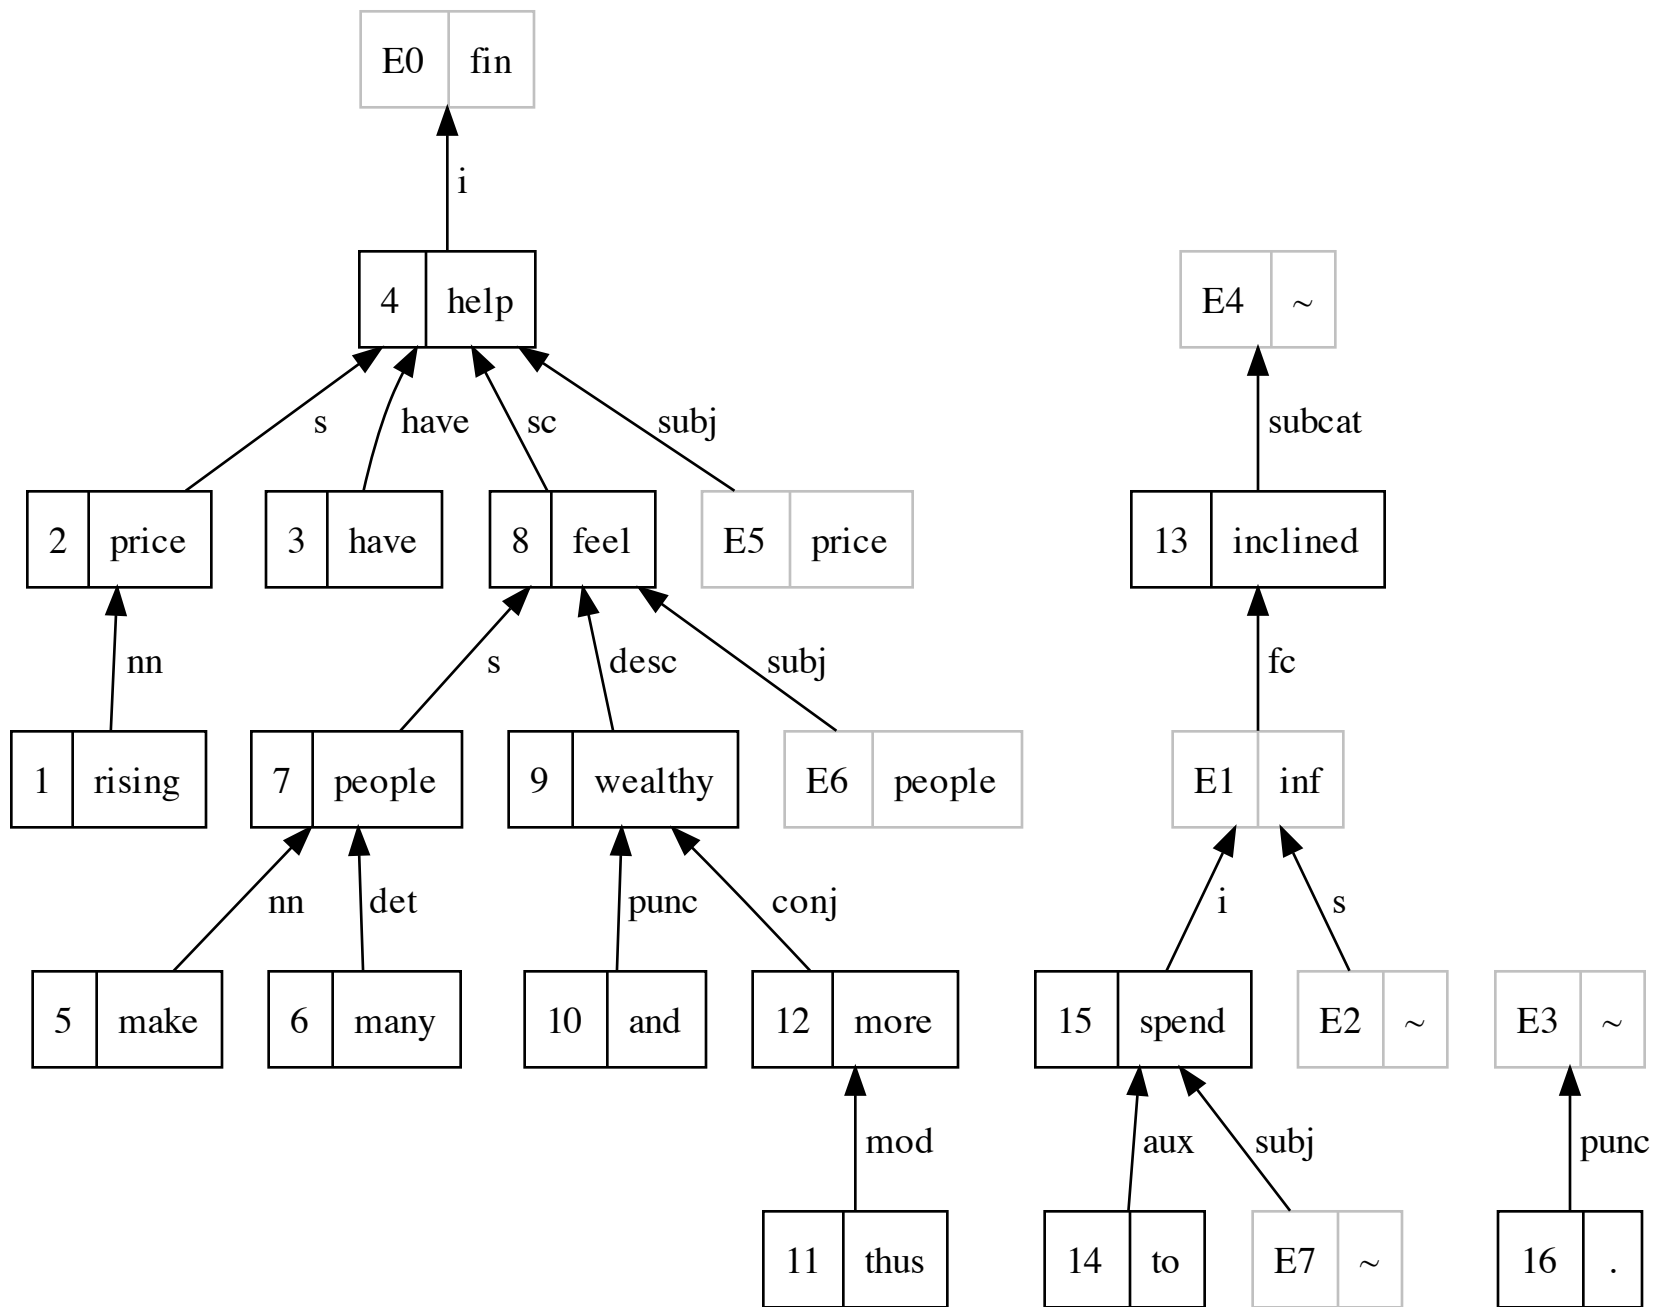 E0 fin
i
4 help
E4 ~
s have sc subj
subcat
2 price
3 have
8 feel
E5 price
13 inclined
nn
s desc subj
fc
1 rising
7 people
9 wealthy
E6 people
E1 inf
nn det punc conj
i s
5 make
6 many
10 and
12 more
15 spend
E2 ~
E3 ~
mod
aux subj
punc
11 thus
14 to
E7 ~
16 .